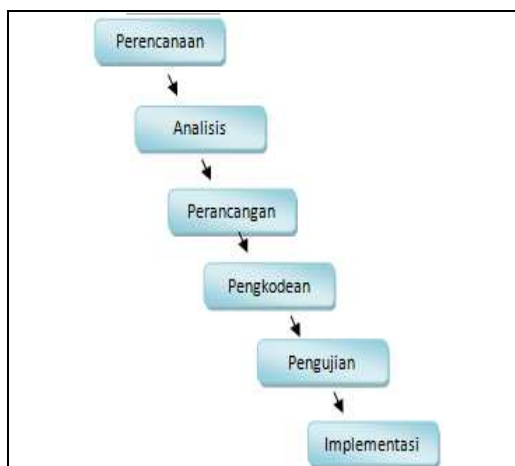 Perencanaan
Analisis
Perancangan
Pengkodean
Pengujian
Implementasi